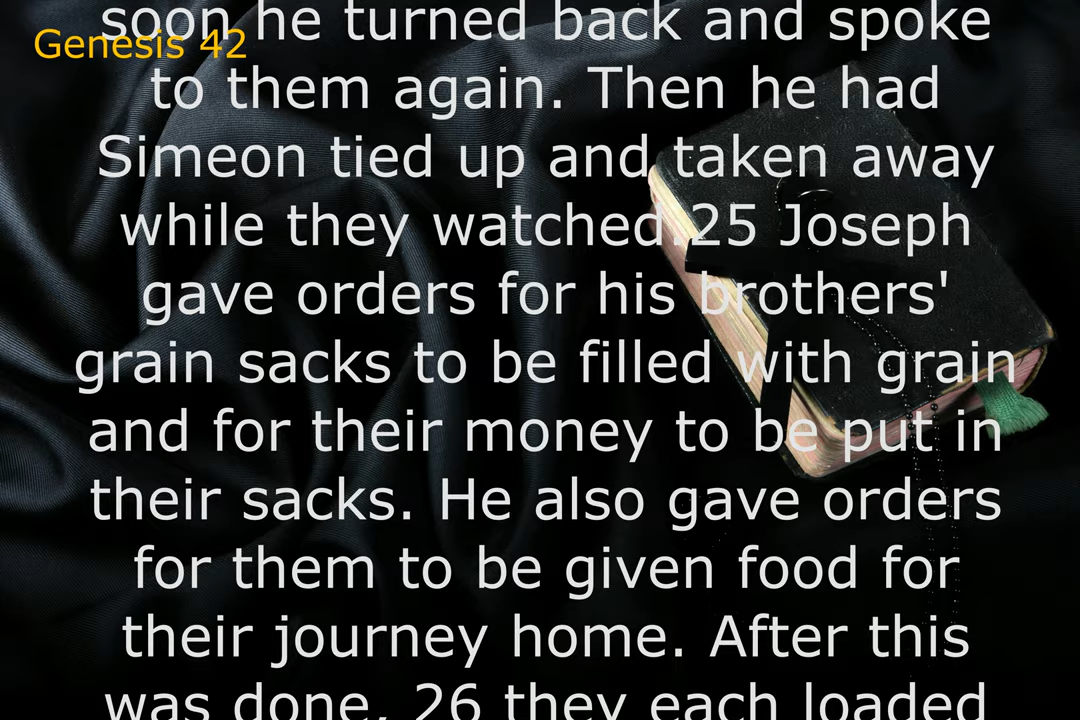 Genesis 42
soon he turned back and spoke
to them again. Then he had
Simeon tied up and taken away
while they watched.25 Joseph
gave orders for his brothers'
grain sacks to be filled with grain
and for their money to be put in
their sacks. He also gave orders
for them to be given food for
their journey home. After this
was done, 26 they each loaded